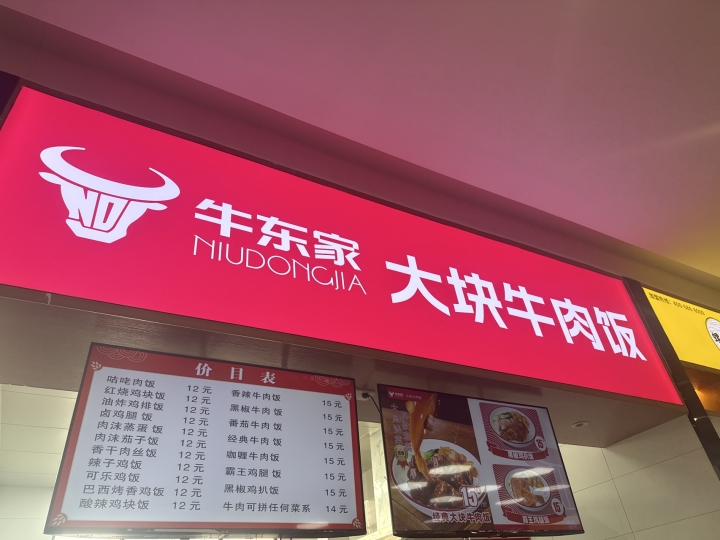 ND
牛东家
NIUDONGJIA
大块牛肉饭
价目表
咕咾肉饭 12元
红烧鸡块饭 12元
油炸鸡排饭 12元
卤鸡腿饭 12元
肉沫蒸蛋饭 12元
肉沫茄子饭 12元
香干肉丝饭 12元
辣子鸡饭 12元
可乐鸡饭 12元
巴西烤香鸡饭 12元
酸辣鸡块饭 12元
香辣牛肉饭 15元
黑椒牛肉饭 15元
番茄牛肉饭 15元
经典牛肉饭 15元
咖喱牛肉饭 15元
霸王鸡腿饭 15元
黑椒鸡扒饭 15元
牛肉可拼任何菜系 14元
15
经典大块牛肉饭
15
15
霸王鸡腿饭